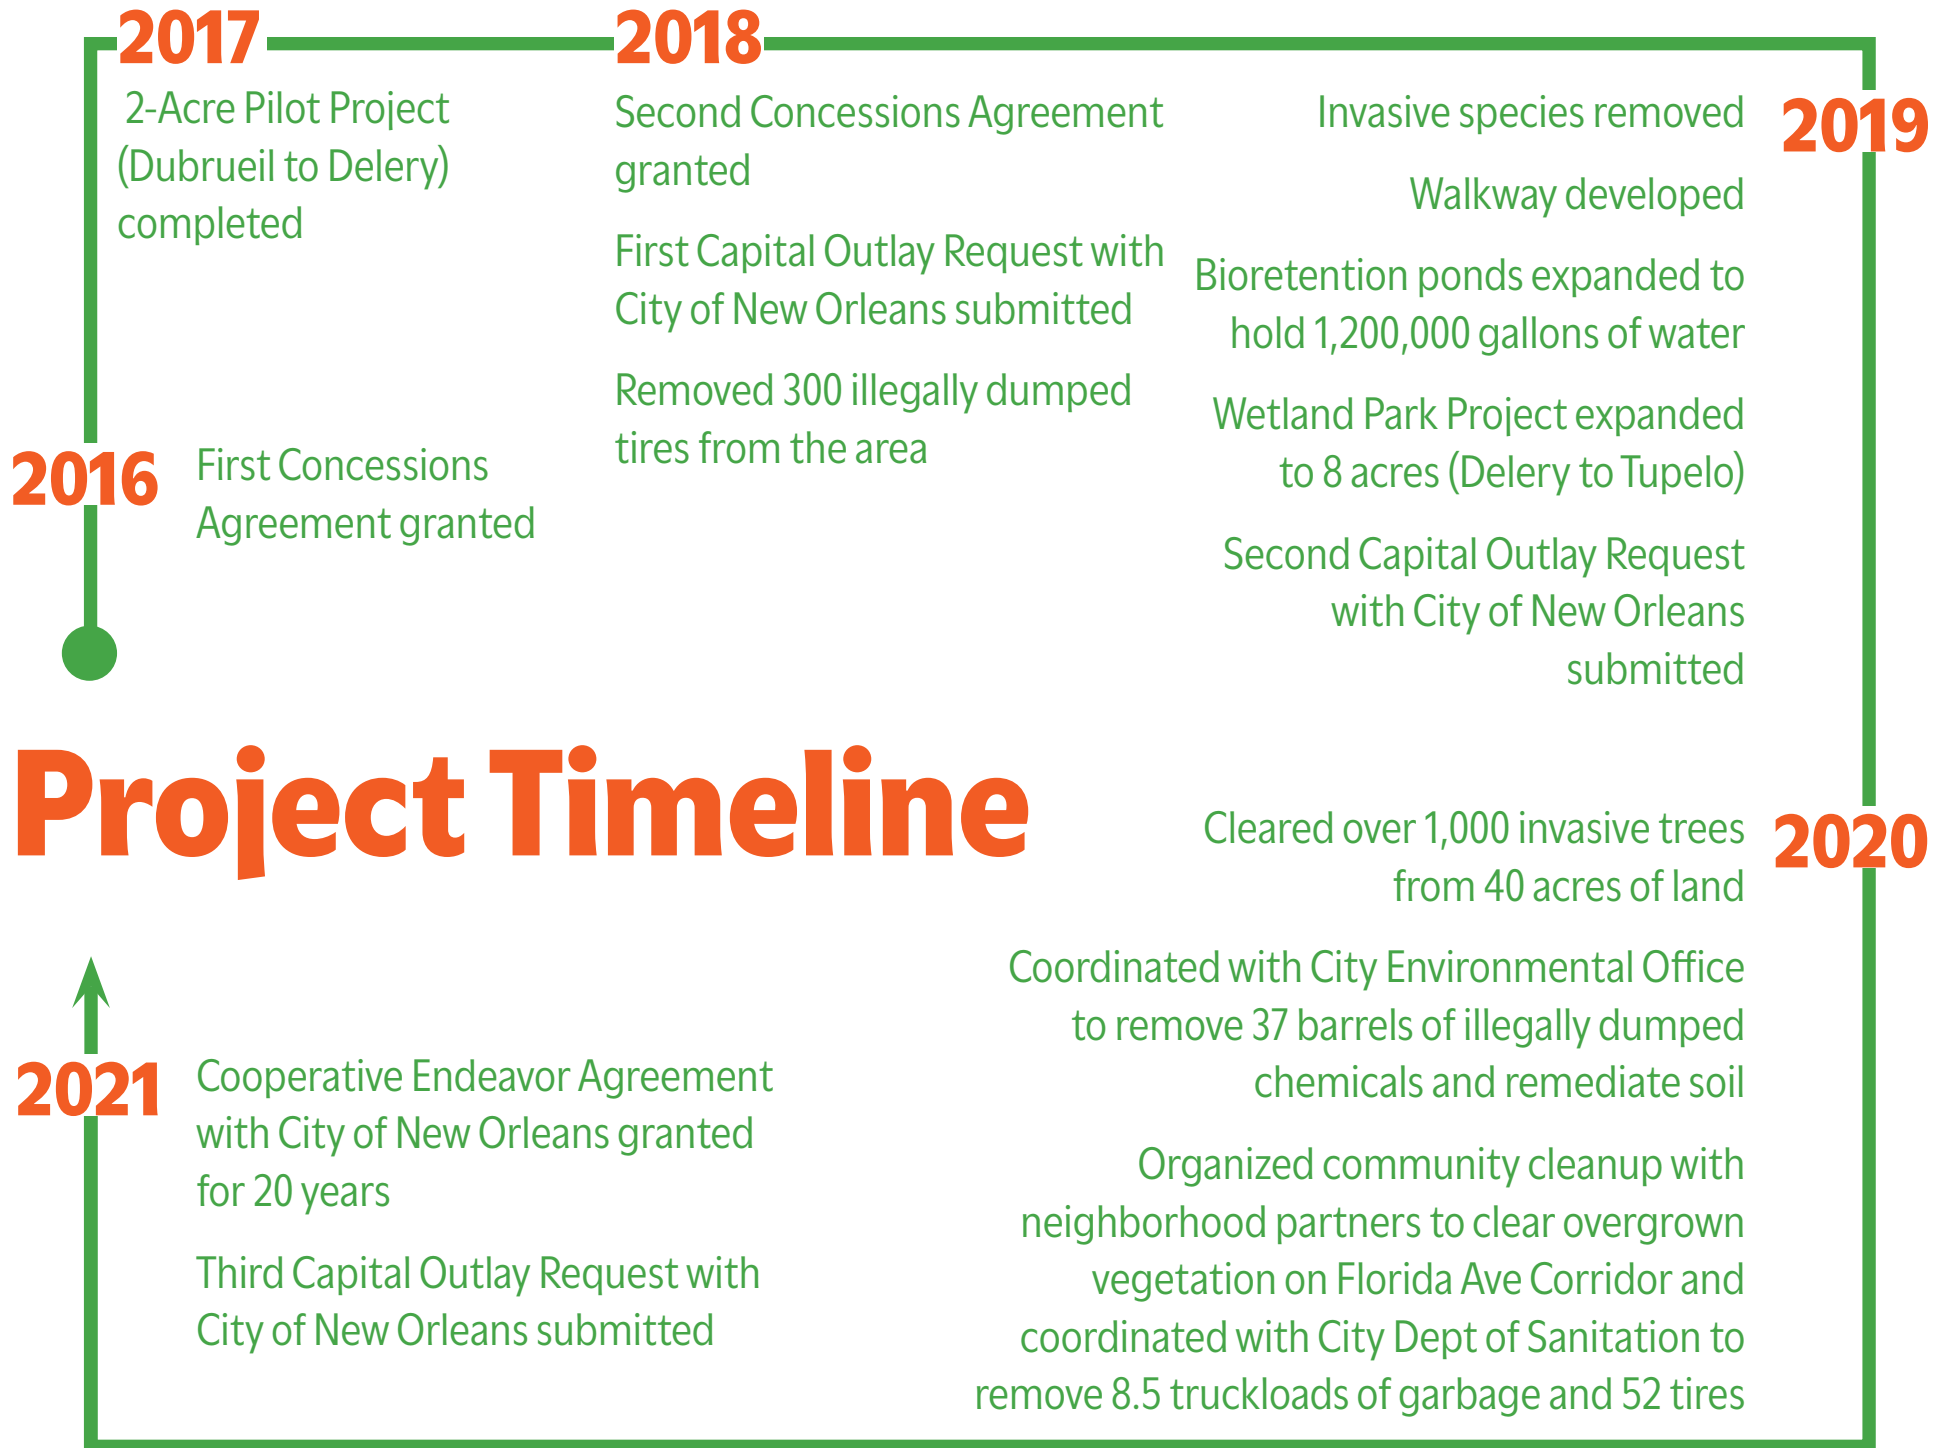 Project Timeline
2016
First Concessions
Agreement granted
2017
2-Acre Pilot Project
(Dubrueil to Delery)
completed
2018
Second Concessions Agreement
granted
First Capital Outlay Request with
City of New Orleans submitted
Removed 300 illegally dumped
tires from the area
2019
Invasive species removed
Walkway developed
Bioretention ponds expanded to
hold 1,200,000 gallons of water
Wetland Park Project expanded
to 8 acres (Delery to Tupelo)
Second Capital Outlay Request
with City of New Orleans
submitted
2020
Cleared over 1,000 invasive trees
from 40 acres of land
Coordinated with City Environmental Office
to remove 37 barrels of illegally dumped
chemicals and remediate soil
Organized community cleanup with
neighborhood partners to clear overgrown
vegetation on Florida Ave Corridor and
coordinated with City Dept of Sanitation to
remove 8.5 truckloads of garbage and 52 tires
2021
Cooperative Endeavor Agreement
with City of New Orleans granted
for 20 years
Third Capital Outlay Request with
City of New Orleans submitted